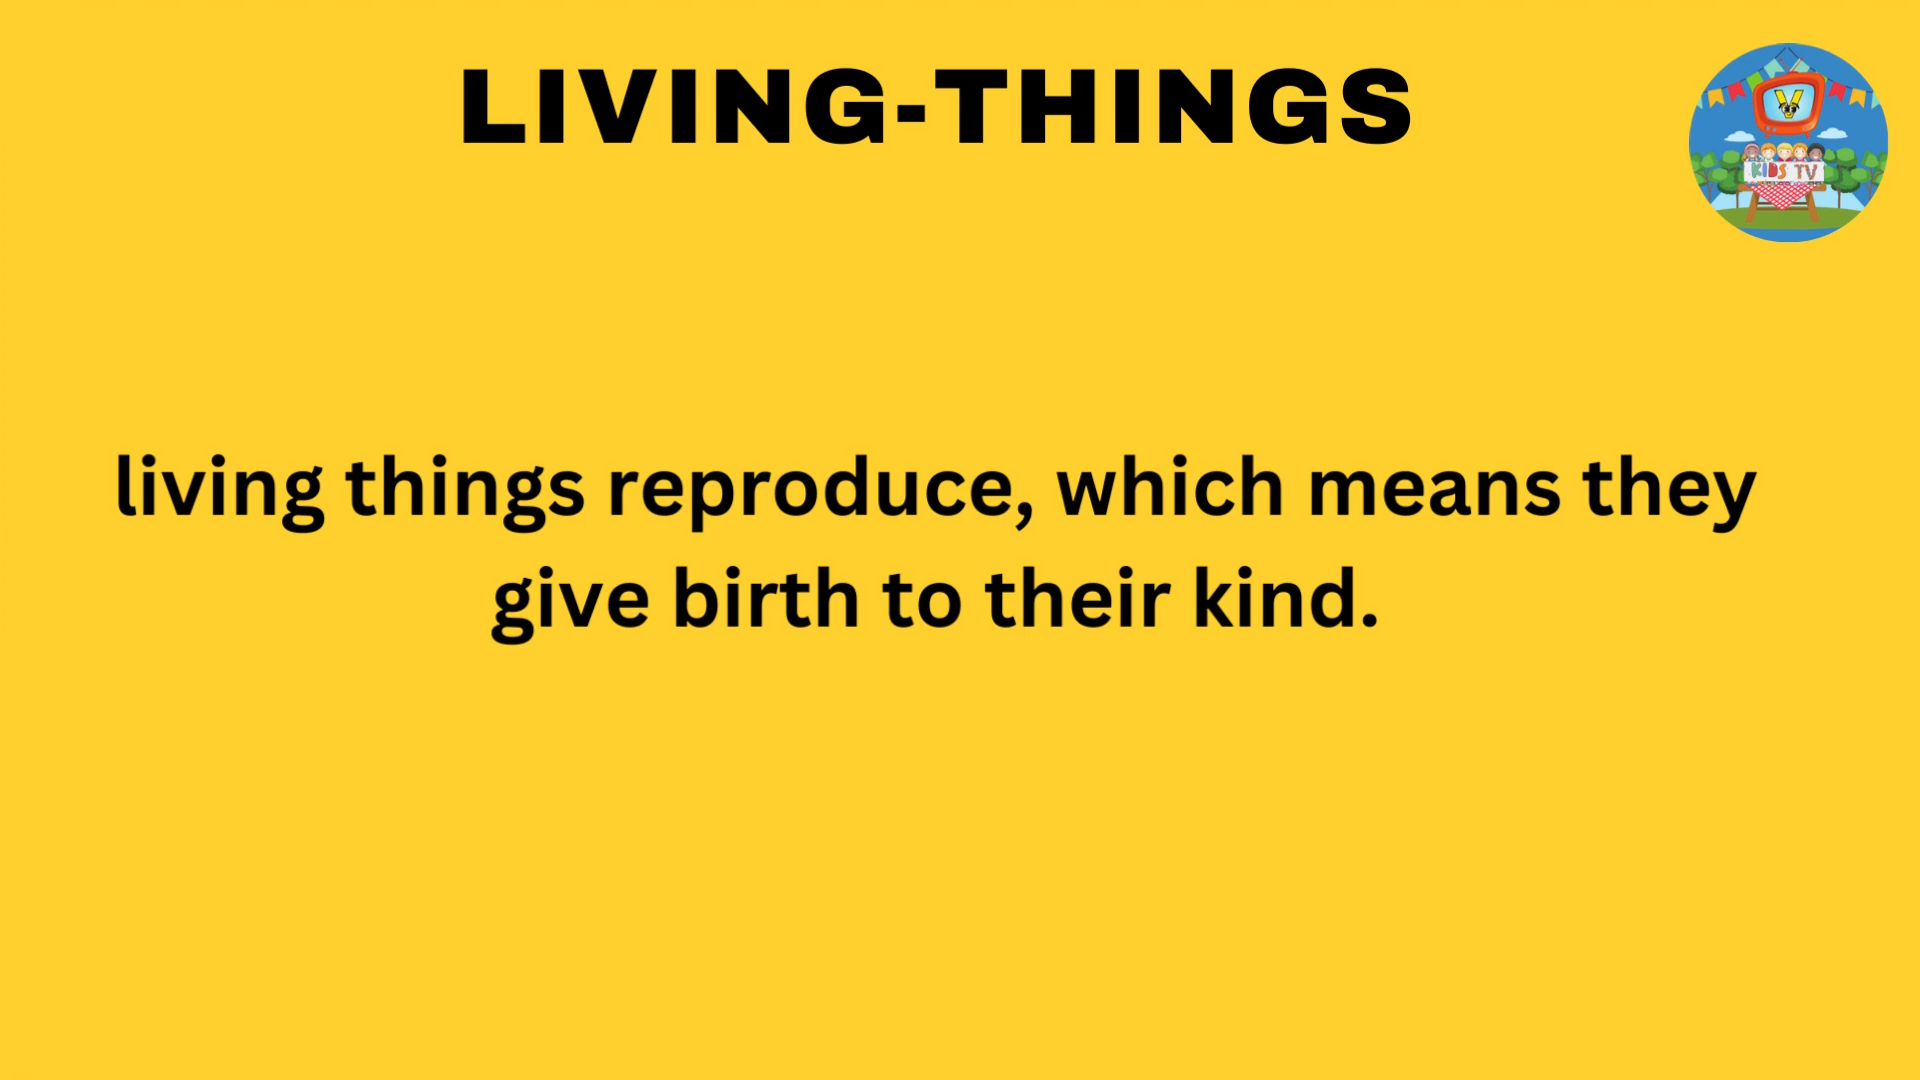 LIVING-THINGS
V
KIDS TV
living things reproduce, which means they
give birth to their kind.